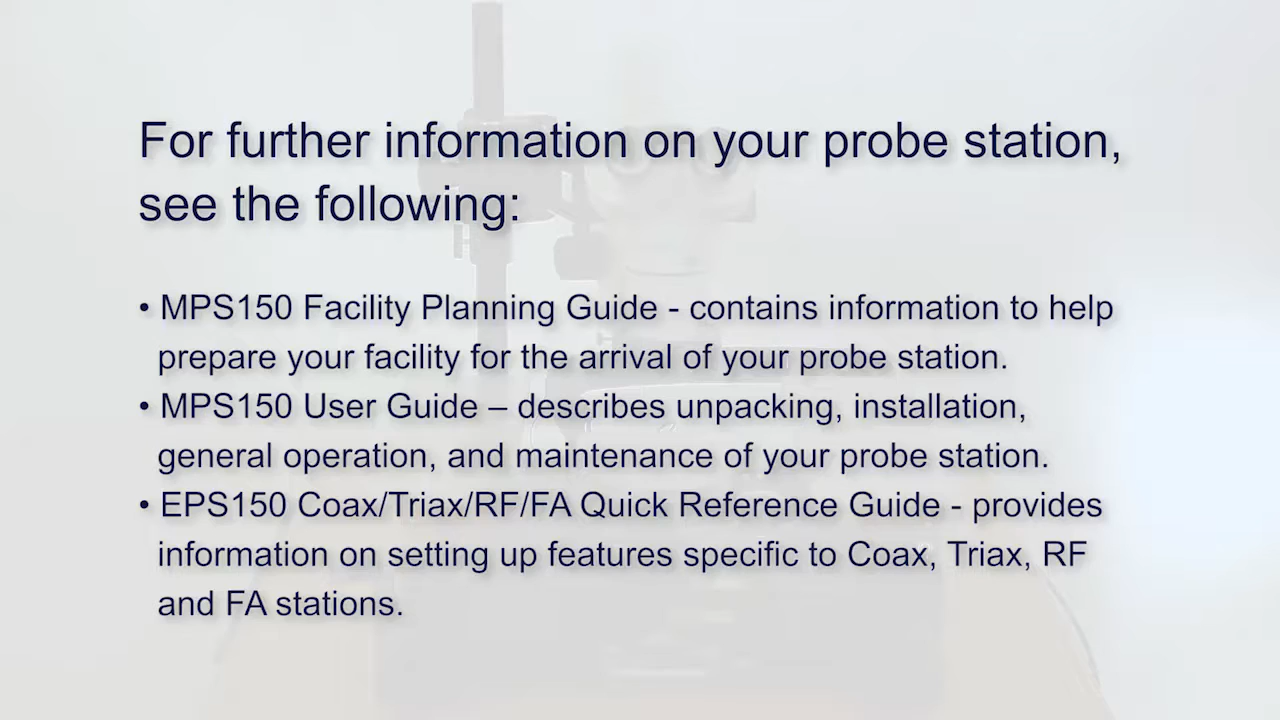 For further information on your probe station,
see the following:
• MPS150 Facility Planning Guide - contains information to help
prepare your facility for the arrival of your probe station.
• MPS150 User Guide – describes unpacking, installation,
general operation, and maintenance of your probe station.
• EPS150 Coax/Triax/RF/FA Quick Reference Guide - provides
information on setting up features specific to Coax, Triax, RF
and FA stations.